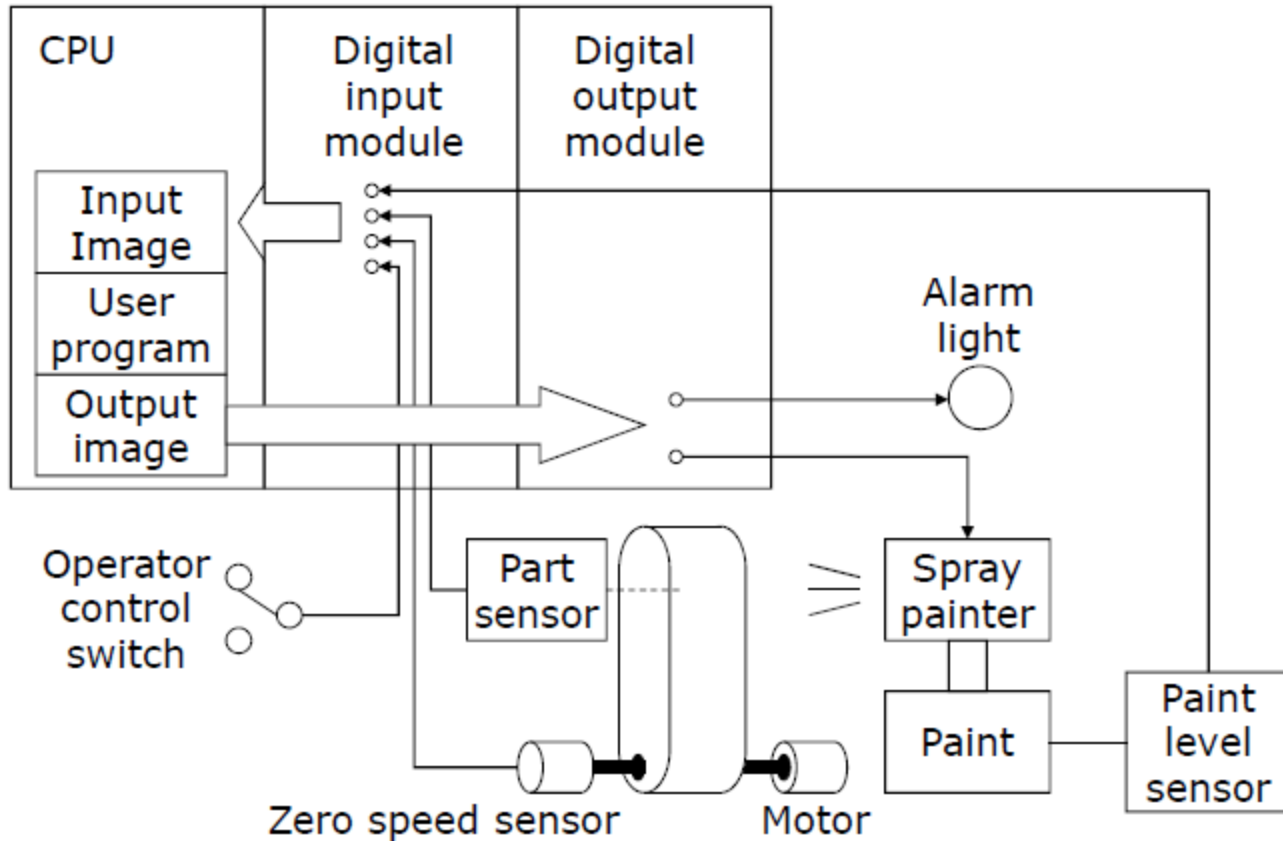 CPU
Digital
input
module
Digital
output
module
Input
Image
User
program
Output
image
Alarm
light
Operator
control
switch
Part
sensor
Spray
painter
Paint
Paint
level
sensor
Zero speed sensor
Motor